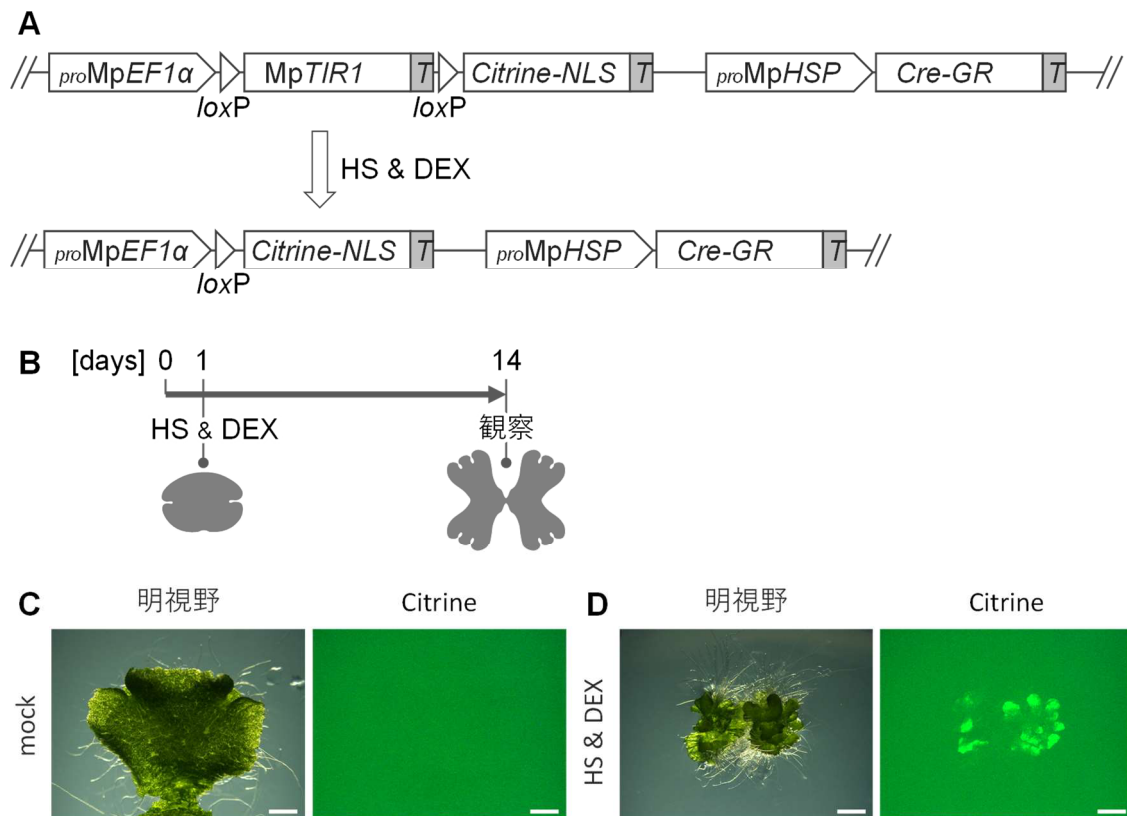 A
proMpEF1α MpTIR1 T Citrine-NLS T proMpHSP Cre-GR T
loxP loxP
HS & DEX
proMpEF1α Citrine-NLS T proMpHSP Cre-GR T
loxP
B [days] 0 1 14
HS & DEX 観察
C 明視野 Citrine
mock
D 明視野 Citrine
HS & DEX